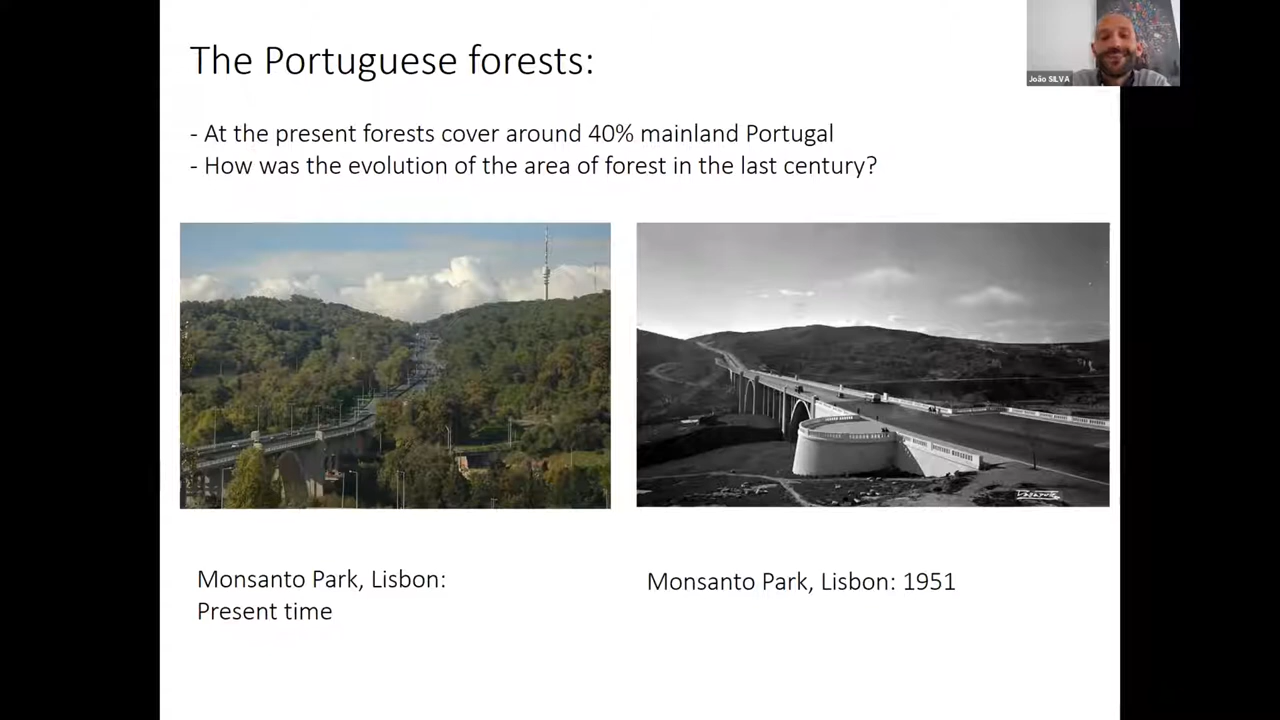 The Portuguese forests:
João SILVA
- At the present forests cover around 40% mainland Portugal
- How was the evolution of the area of forest in the last century?
Monsanto Park, Lisbon:
Present time
Monsanto Park, Lisbon: 1951